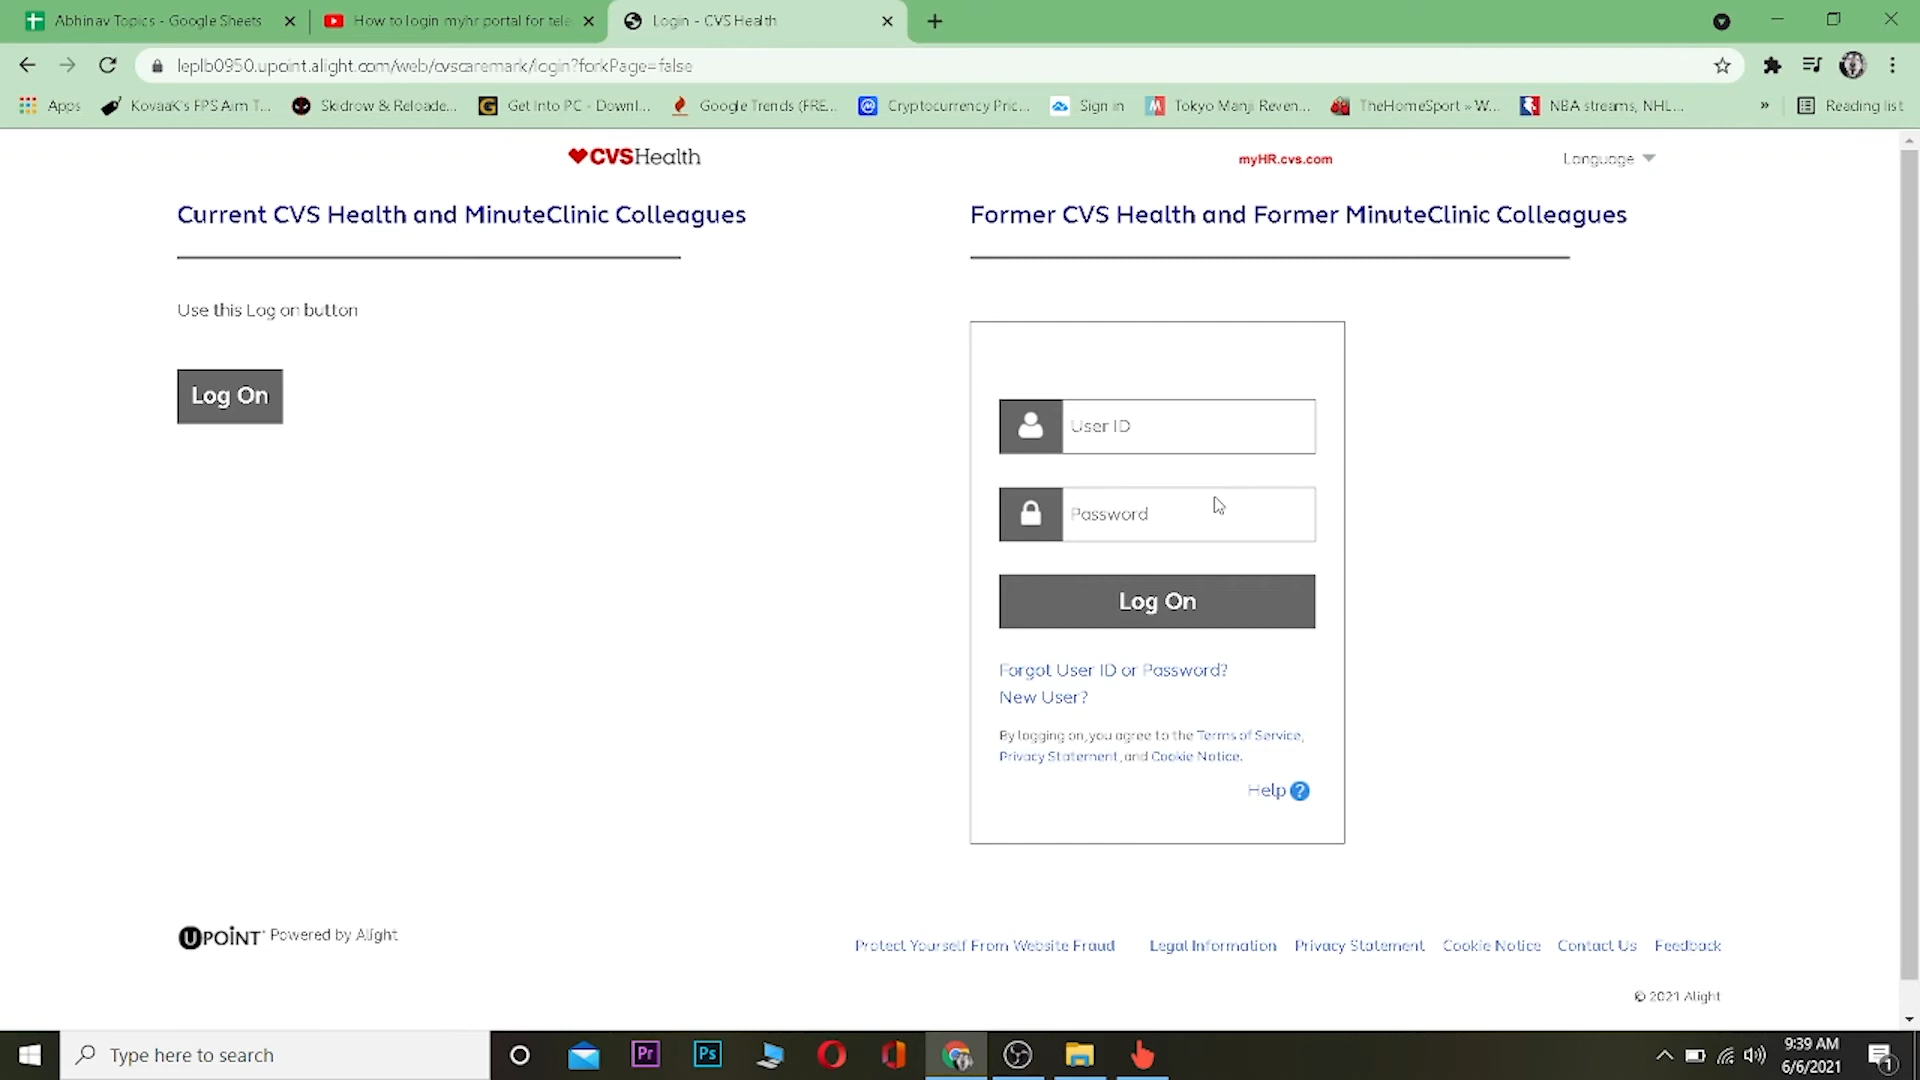 Abhinav Topics - Google Sheets
How to login myhr portal for tele
Login - CVS Health
leplb0950.upoint.alight.com/web/cvscaremark/login?forkPage=false
Apps
KovaaK's FPS Aim T...
Skidrow & Reloade...
Get Into PC - Downl...
Google Trends (FRE...
Cryptocurrency Pric...
Sign in
Tokyo Manji Reven...
TheHomeSport » W...
NBA streams, NHL...
»
Reading list
CVSHealth
myHR.cvs.com
Language
Current CVS Health and MinuteClinic Colleagues
Use this Log on button
Log On
Former CVS Health and Former MinuteClinic Colleagues
User ID
Password
Log On
Forgot User ID or Password?
New User?
By logging on, you agree to the Terms of Service,
Privacy Statement, and Cookie Notice.
Help ?
UPOINT Powered by Alight
Protect Yourself From Website Fraud
Legal Information
Privacy Statement
Cookie Notice
Contact Us
Feedback
© 2021 Alight
Type here to search
Pr
Ps
9:39 AM
6/6/2021
1